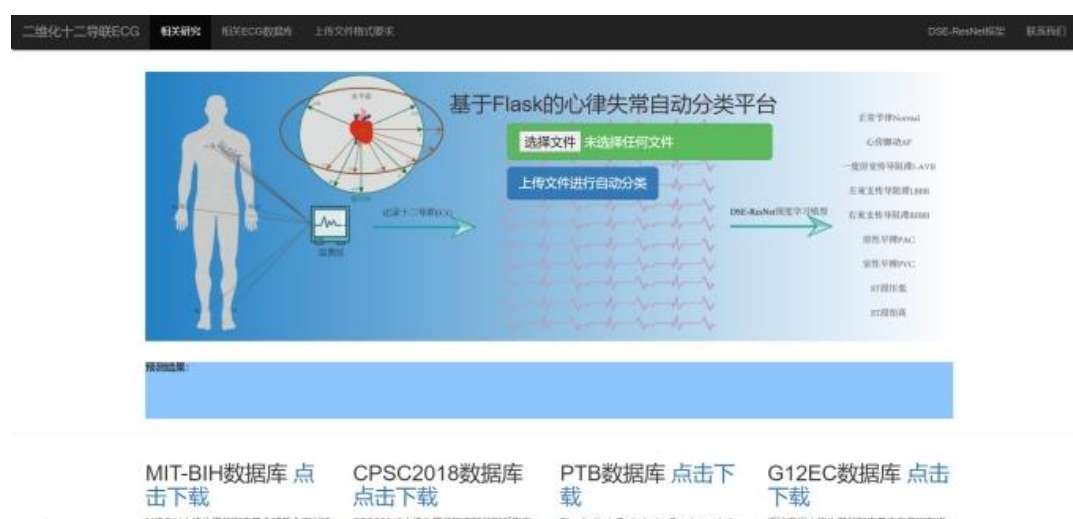 二维化十二导联ECG 相关研究 相关ECG数据库 上传文件格式要求 DSE-ResNet框架 联系我们
基于Flask的心律失常自动分类平台
选择文件 未选择任何文件
上传文件进行自动分类
水平面
监测仪
记录十二导联ECG
DSE-ResNet深度学习模型
正常节律Normal
心房颤动AF
一度房室传导阻滞I-AVB
左束支传导阻滞LBBB
右束支传导阻滞RBBB
房性早搏PAC
室性早搏PVC
ST段压低
ST段抬高
预测结果：
MIT-BIH数据库 点
击下载
CPSC2018数据库
点击下载
PTB数据库 点击下
载
G12EC数据库 点击
下载